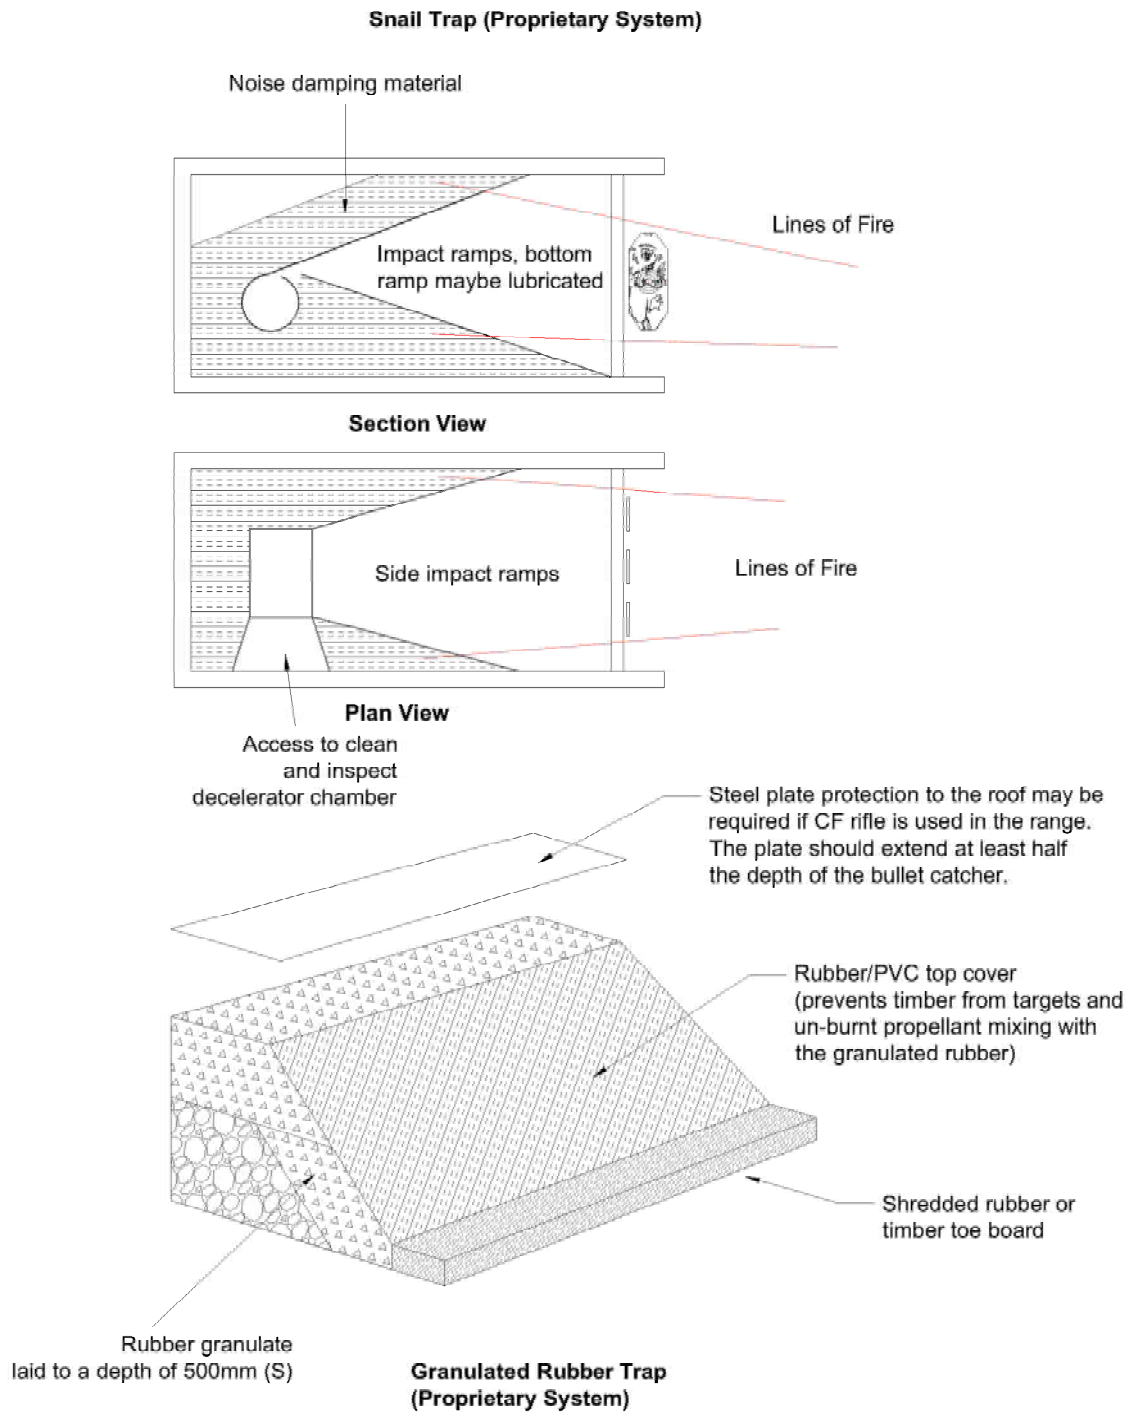 Snail Trap (Proprietary System)
Noise damping material
Lines of Fire
Impact ramps, bottom
ramp maybe lubricated
Section View
Side impact ramps
Lines of Fire
Plan View
Access to clean
and inspect
decelerator chamber
Steel plate protection to the roof may be
required if CF rifle is used in the range.
The plate should extend at least half
the depth of the bullet catcher.
Rubber/PVC top cover
(prevents timber from targets and
un-burnt propellant mixing with
the granulated rubber)
Shredded rubber or
timber toe board
Rubber granulate
laid to a depth of 500mm (S)
Granulated Rubber Trap
(Proprietary System)